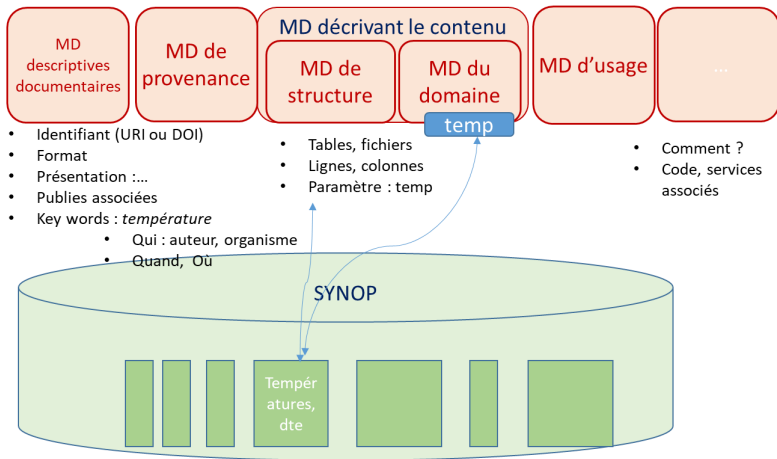 MD
descriptives
documentaires
MD de
provenance
MD décrivant le contenu
MD de
structure
MD du
domaine
temp
MD d'usage
...
• Identifiant (URI ou DOI)
• Format
• Présentation :...
• Publies associées
• Key words : température
• Qui : auteur, organisme
• Quand, Où
• Tables, fichiers
• Lignes, colonnes
• Paramètre : temp
• Comment ?
• Code, services
associés
SYNOP
Tempér
atures,
dte